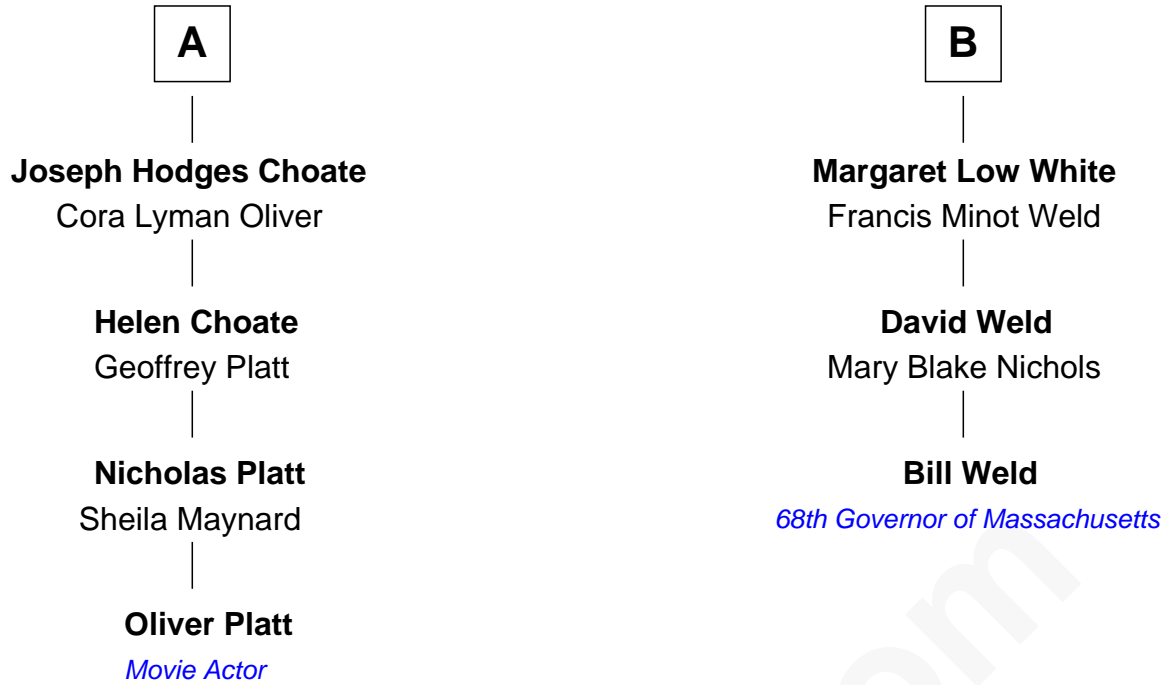 A
Joseph Hodges Choate
Cora Lyman Oliver
Helen Choate
Geoffrey Platt
Nicholas Platt
Sheila Maynard
Oliver Platt
Movie Actor
B
Margaret Low White
Francis Minot Weld
David Weld
Mary Blake Nichols
Bill Weld
68th Governor of Massachusetts
om